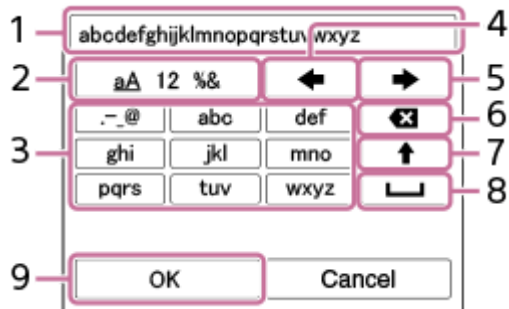 1 abcdefghijklmnopqrstuvwxyz 4
2 aA 12 %& 5
.-_@ abc def 6
3 ghi jkl mno 7
pqrs tuv wxyz 8
9 OK Cancel